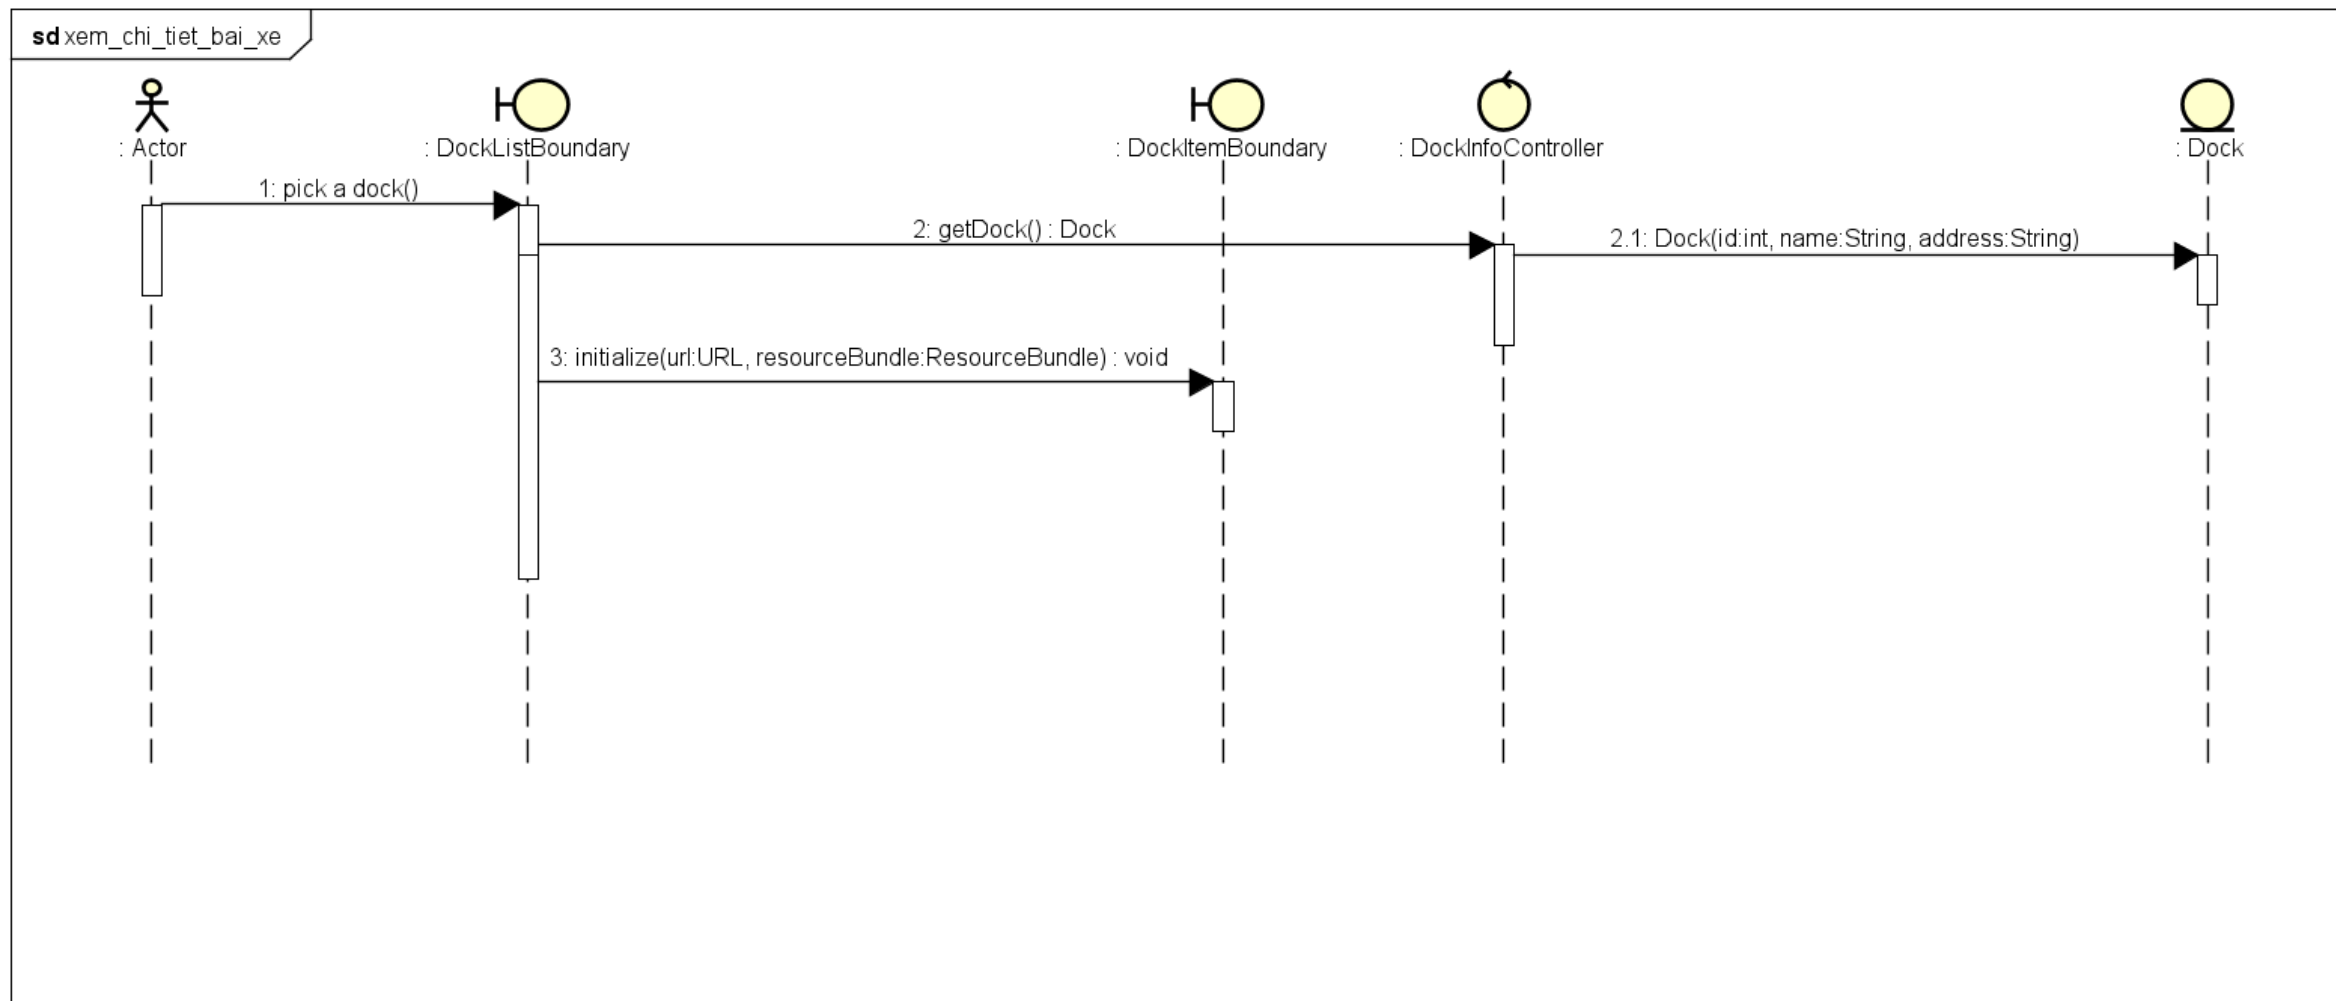 sd xem_chi_tiet_bai_xe
: Actor
: DockListBoundary
: DockItemBoundary
: DockInfoController
: Dock
1: pick a dock()
2: getDock() : Dock
2.1: Dock(id:int, name:String, address:String)
3: initialize(url:URL, resourceBundle:ResourceBundle) : void